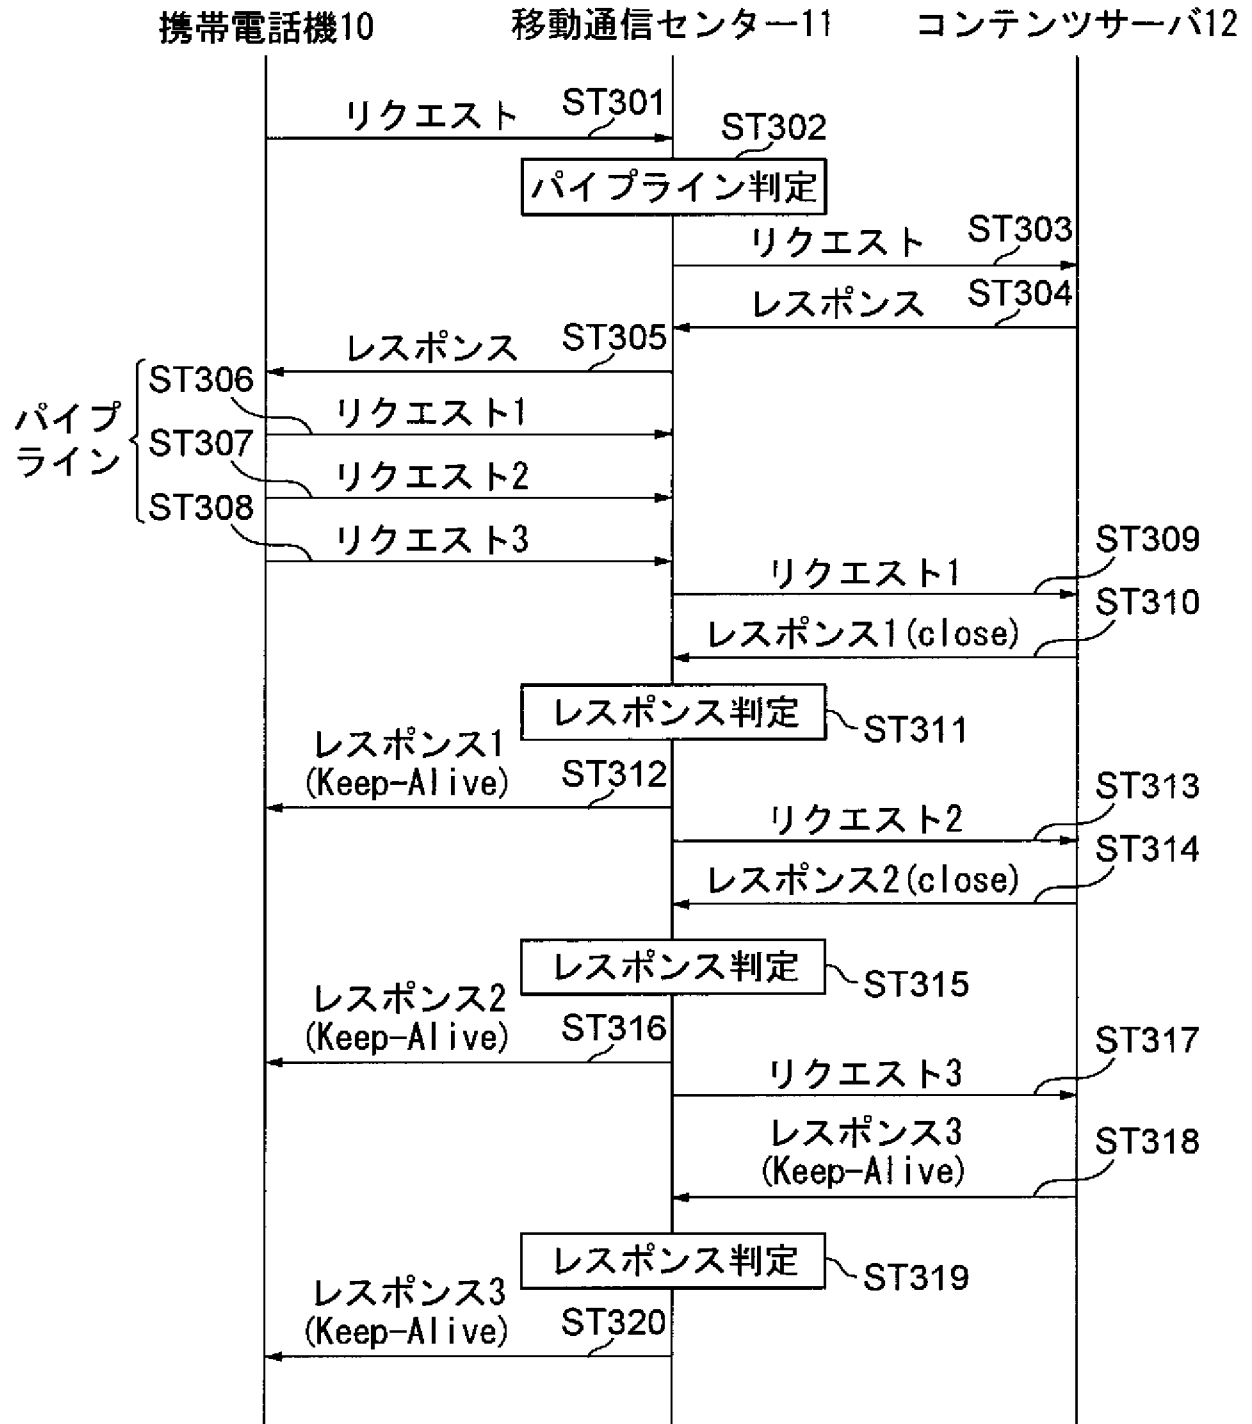 携帯電話機10 移動通信センター11 コンテンツサーバ12
リクエスト ST301
ST302
パイプライン判定
リクエスト ST303
レスポンス ST304
レスポンス ST305
パイプ
ライン
ST306
リクエスト1
ST307
リクエスト2
ST308
リクエスト3
リクエスト1 ST309
レスポンス1(close) ST310
レスポンス判定 ST311
レスポンス1
(Keep-Alive) ST312
リクエスト2 ST313
レスポンス2(close) ST314
レスポンス判定 ST315
レスポンス2
(Keep-Alive) ST316
リクエスト3 ST317
レスポンス3
(Keep-Alive) ST318
レスポンス判定 ST319
レスポンス3
(Keep-Alive) ST320